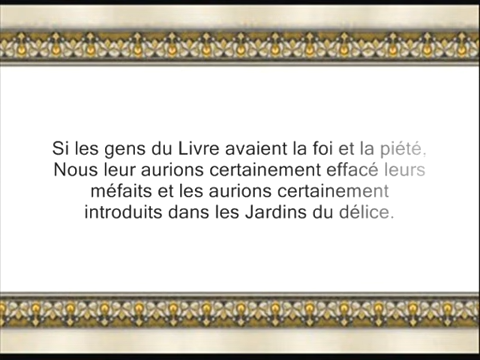 Si les gens du Livre avaient la foi et la piété,
Nous leur aurions certainement effacé leurs
méfaits et les aurions certainement
introduits dans les Jardins du délice.